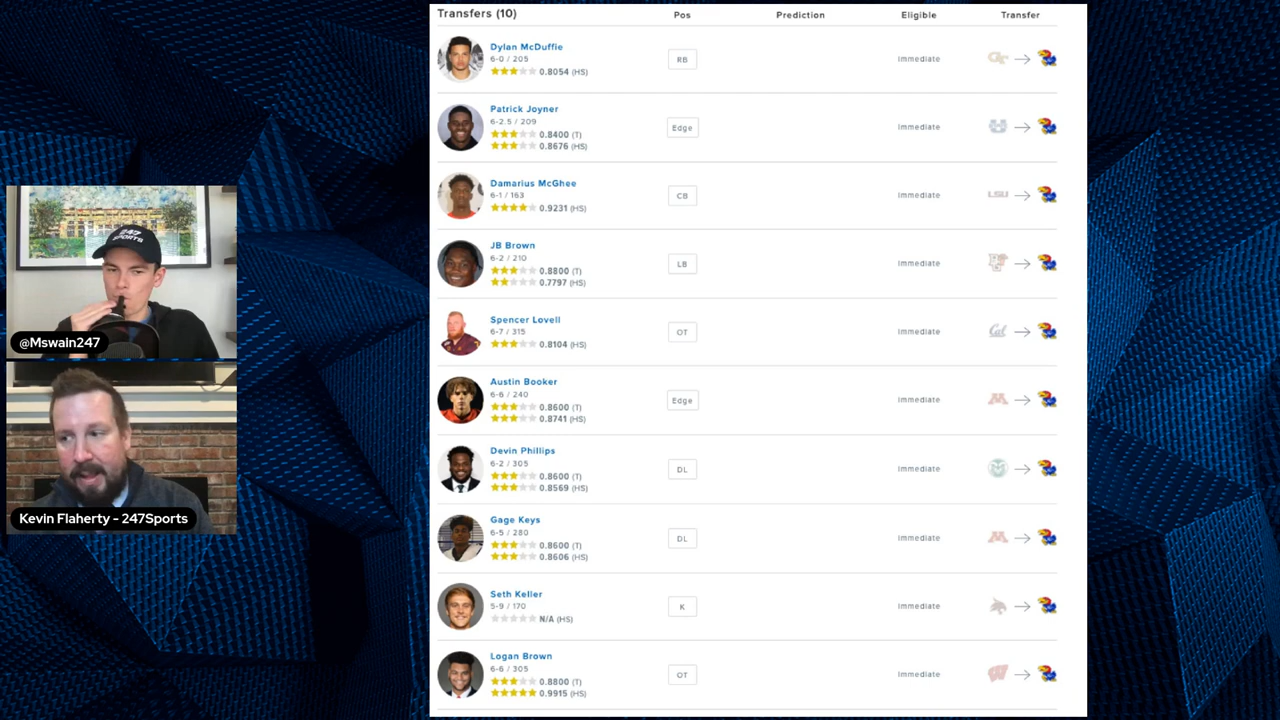 Transfers (10) Pos Prediction Eligible Transfer
Dylan McDuffie
6-0 / 205
0.8054 (HS)
RB
Immediate
Patrick Joyner
6-2.5 / 209
0.8400 (T)
0.8676 (HS)
Edge
Immediate
Damarius McGhee
6-1 / 163
0.9231 (HS)
CB
Immediate
LSU
JB Brown
6-2 / 210
0.8800 (T)
0.7797 (HS)
LB
Immediate
Spencer Lovell
6-7 / 315
0.8104 (HS)
OT
Immediate
Cal
Austin Booker
6-6 / 240
0.8600 (T)
0.8741 (HS)
Edge
Immediate
M
Devin Phillips
6-2 / 305
0.8600 (T)
0.8569 (HS)
DL
Immediate
Gage Keys
6-5 / 280
0.8600 (T)
0.8606 (HS)
DL
Immediate
M
Seth Keller
5-9 / 170
N/A (HS)
K
Immediate
Logan Brown
6-6 / 305
0.8800 (T)
0.9915 (HS)
OT
Immediate
W
247
SPORTS
@Mswain247
Kevin Flaherty - 247Sports